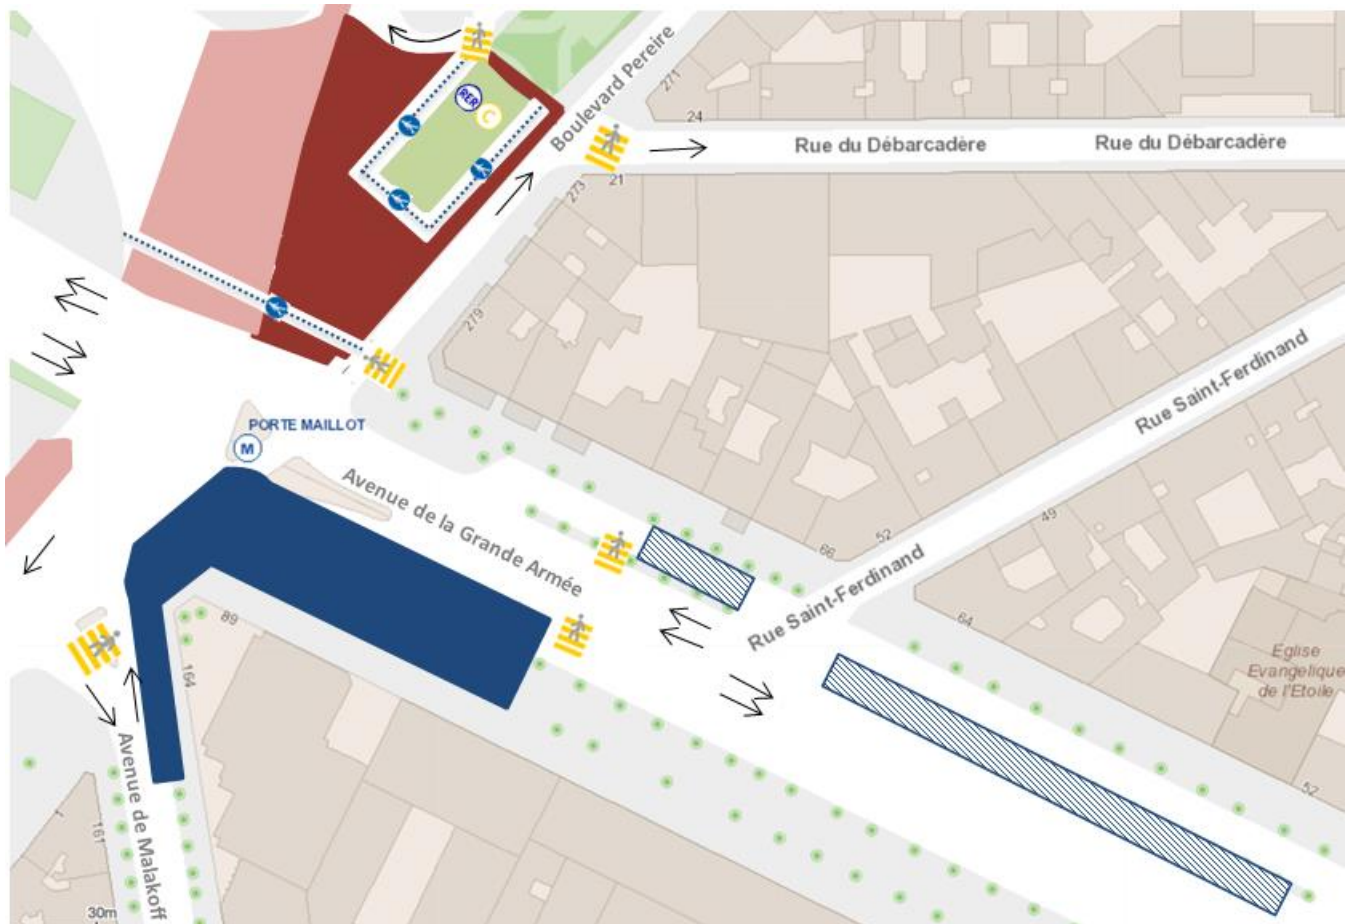 Boulevard Pereire
271
24
RER
C
Rue du Débarcadère
Rue du Débarcadère
21
273
279
Rue Saint-Ferdinand
PORTE MAILLOT
M
Avenue de la Grande Armée
49
52
66
Rue Saint-Ferdinand
89
64
164
Eglise
Evangelique
de l'Etoile
Avenue de Malakoff
52
1
161
30m